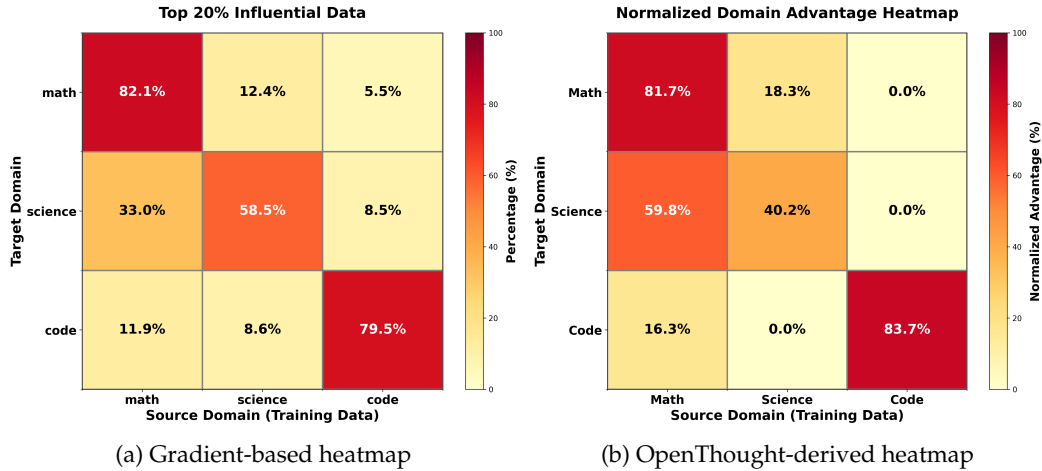 Top 20% Influential Data
Target Domain
math
science
code
82.1% 12.4% 5.5%
33.0% 58.5% 8.5%
11.9% 8.6% 79.5%
math science code
Source Domain (Training Data)
100
80
60
40
20
0
Percentage (%)
(a) Gradient-based heatmap
Normalized Domain Advantage Heatmap
Target Domain
Math
Science
Code
81.7% 18.3% 0.0%
59.8% 40.2% 0.0%
16.3% 0.0% 83.7%
Math Science Code
Source Domain (Training Data)
100
80
60
40
20
0
Normalized Advantage (%)
(b) OpenThought-derived heatmap